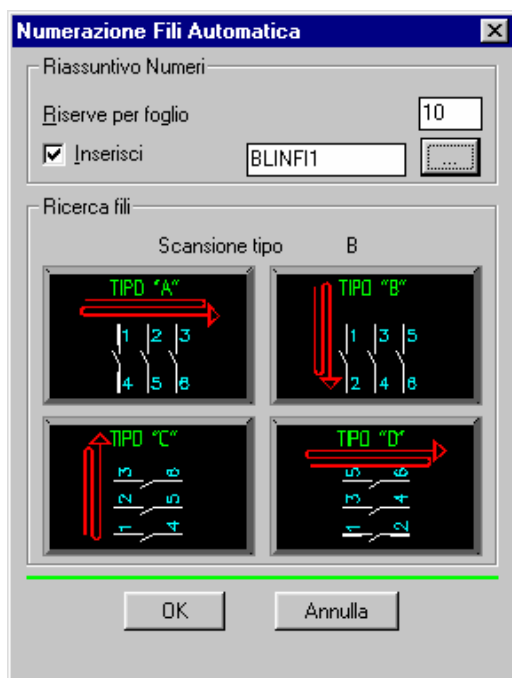 Numerazione Fili Automatica
Riassuntivo Numeri
Riserve per foglio 10
Inserisci BLINFI1 ...
Ricerca fili
Scansione tipo B
TIPO "A"
1 2 3
4 5 6
TIPO "B"
1 3 5
2 4 6
TIPO "C"
3 6
2 5
1 4
TIPO "D"
5 6
3 4
1 2
OK Annulla